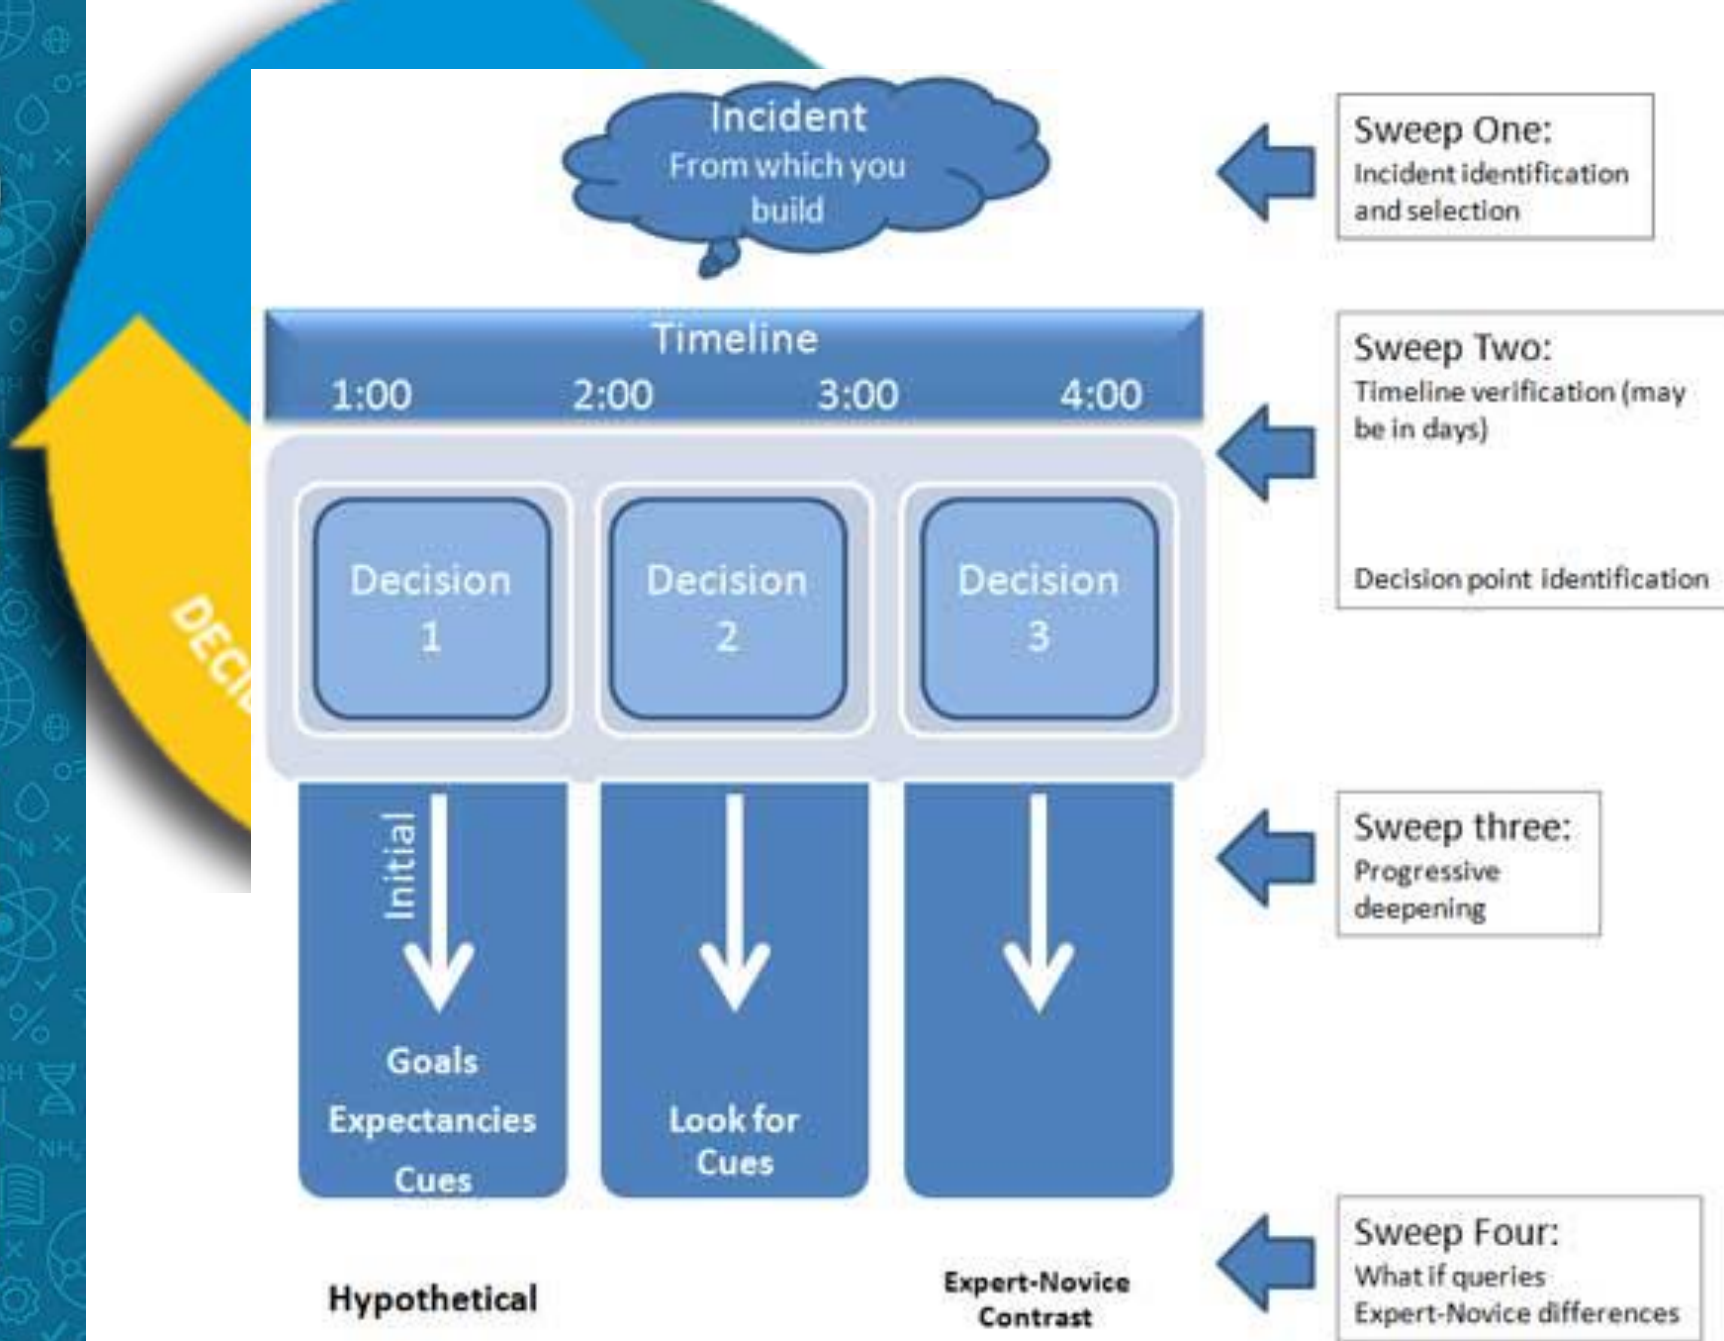 Incident
From which you
build
Sweep One:
Incident identification
and selection
Timeline
1:00 2:00 3:00 4:00
Sweep Two:
Timeline verification (may
be in days)
Decision point identification
Decision
1
Decision
2
Decision
3
Sweep three:
Progressive
deepening
Initial
Goals
Expectancies
Cues
Look for
Cues
Sweep Four:
What if queries
Expert-Novice differences
Hypothetical
Expert-Novice
Contrast